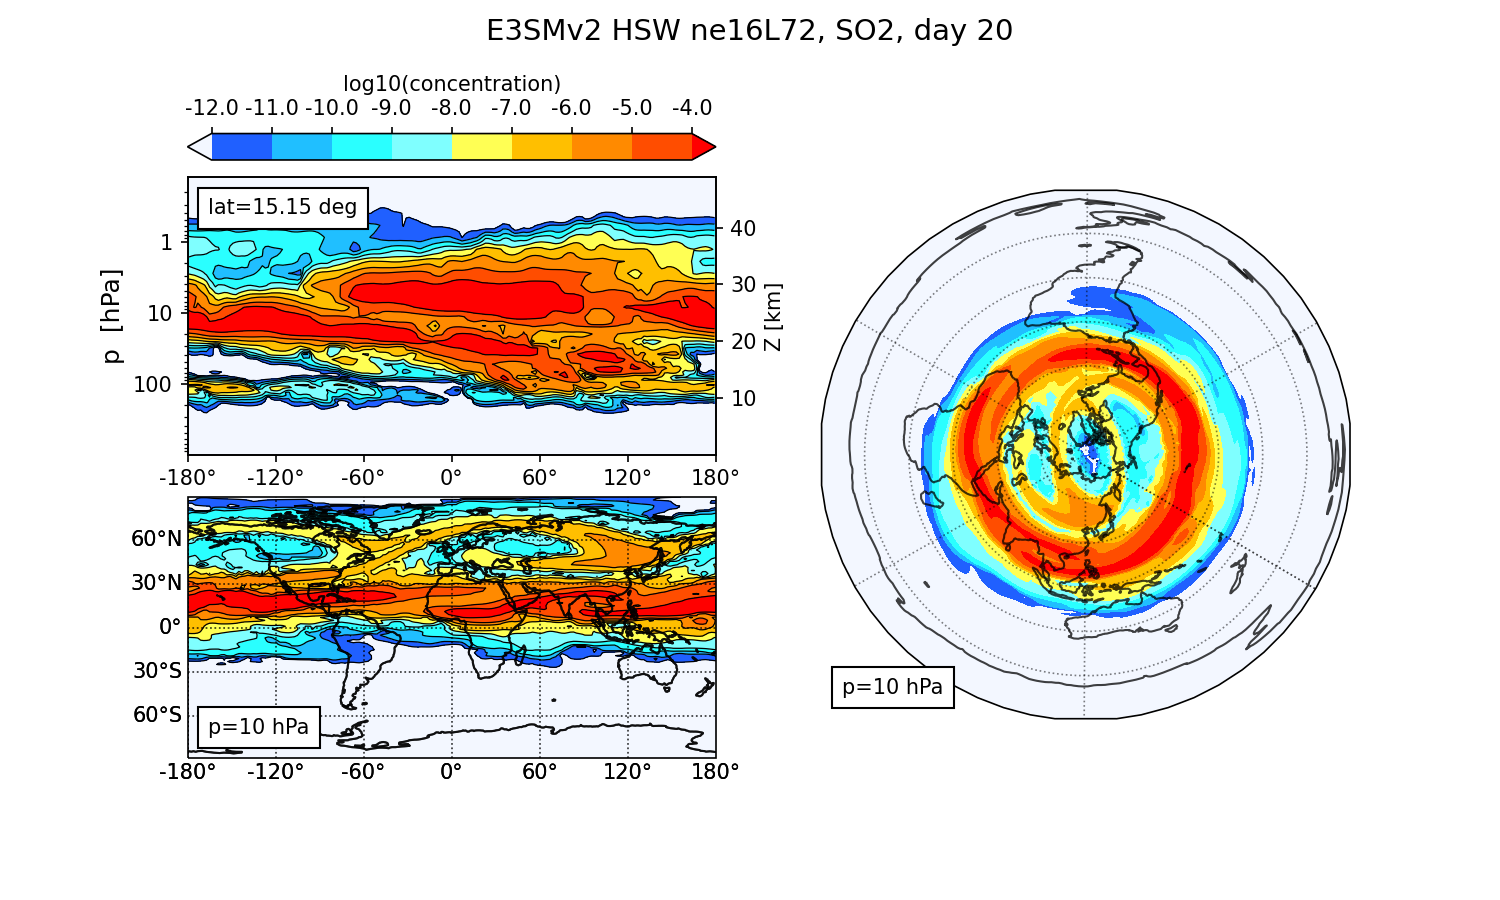 E3SMv2 HSW ne16L72, SO2, day 20
log10(concentration)
-12.0 -11.0 -10.0 -9.0 -8.0 -7.0 -6.0 -5.0 -4.0
lat=15.15 deg
p [hPa]
1
10
100
40
30
20
10
Z [km]
-180° -120° -60° 0° 60° 120° 180°
60°N
30°N
0°
30°S
60°S
p=10 hPa
-180° -120° -60° 0° 60° 120° 180°
p=10 hPa